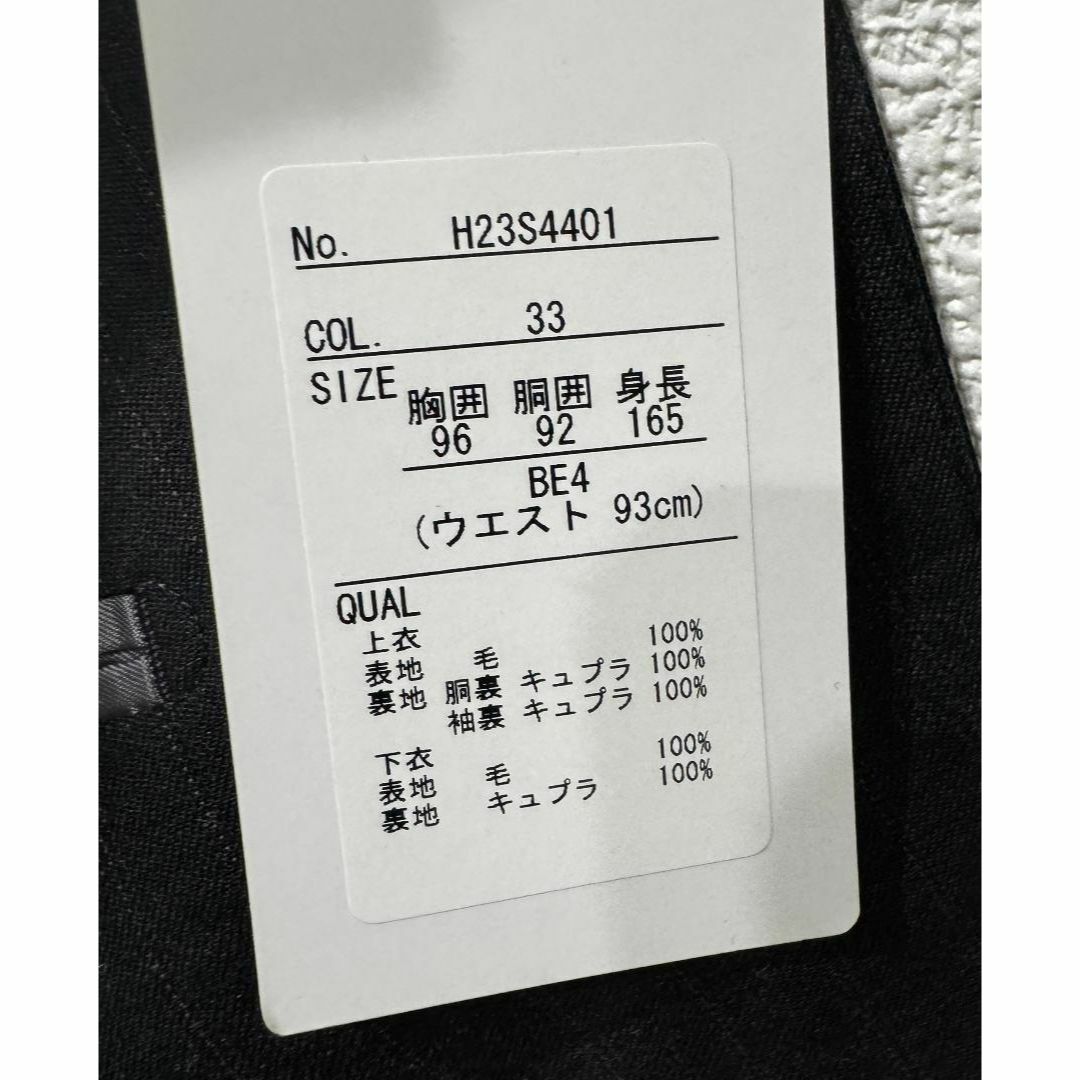 No. H23S4401
COL. 33
SIZE 胸囲 胴囲 身長
96 92 165
BE4
(ウエスト 93cm)
QUAL
上衣
表地 毛 100%
裏地 胴裏 キュプラ 100%
袖裏 キュプラ 100%
下衣
表地 毛 100%
裏地 キュプラ 100%